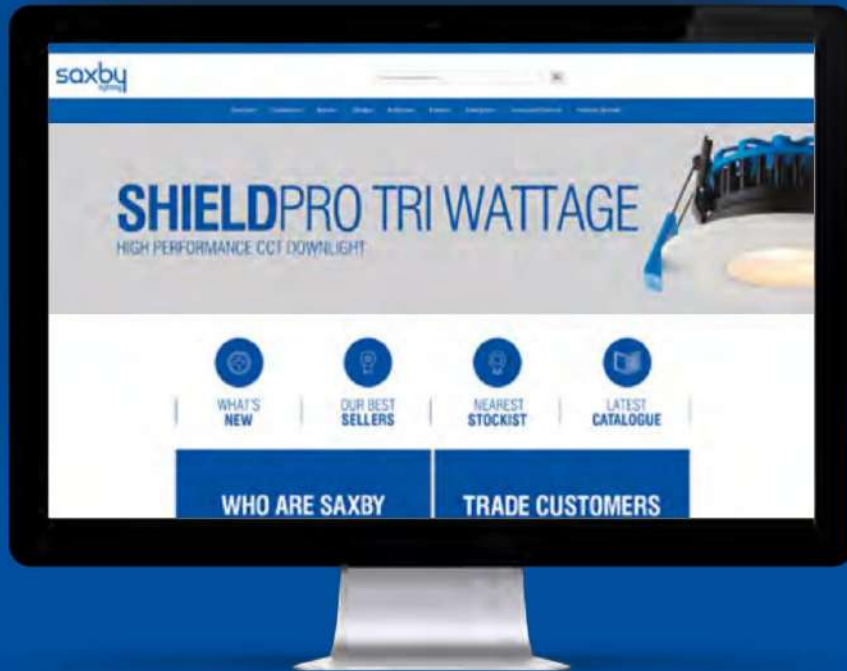 saxby
lighting
SHIELDPRO TRI WATTAGE
HIGH PERFORMANCE CCT DOWNLIGHT
WHAT'S
NEW
OUR BEST
SELLERS
NEAREST
STOCKIST
LATEST
CATALOGUE
WHO ARE SAXBY
TRADE CUSTOMERS